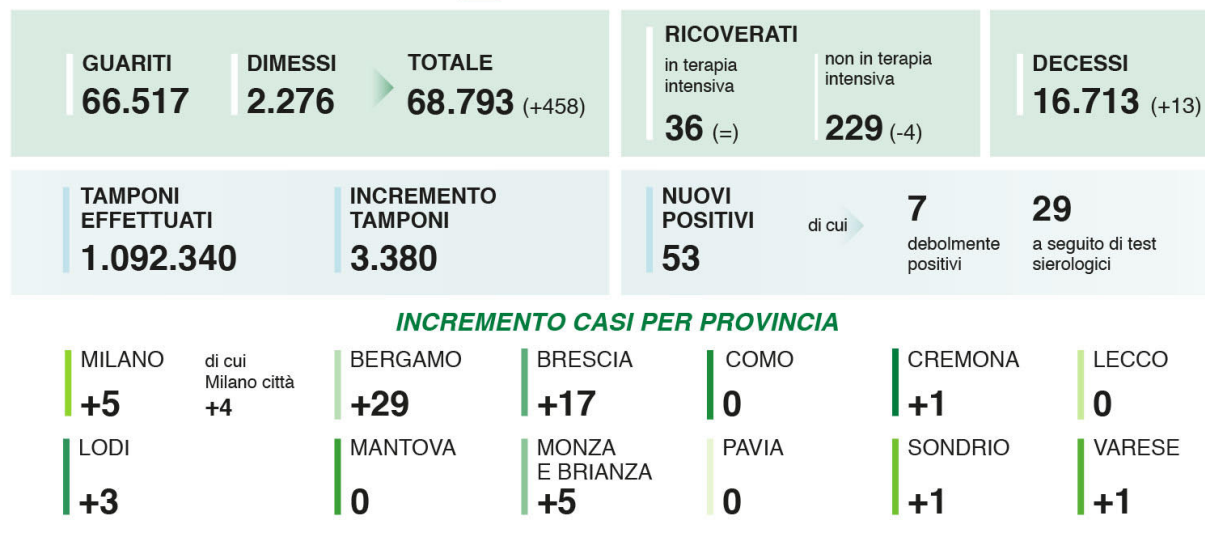 GUARITI
66.517
DIMESSI
2.276
TOTALE
68.793 (+458)
RICOVERATI
in terapia
intensiva
36 (=)
non in terapia
intensiva
229 (-4)
DECESSI
16.713 (+13)
TAMPONI
EFFETTUATI
1.092.340
INCREMENTO
TAMPONI
3.380
NUOVI
POSITIVI
53
di cui
7
debolmente
positivi
29
a seguito di test
sierologici
INCREMENTO CASI PER PROVINCIA
MILANO
+5
di cui
Milano città
+4
BERGAMO
+29
BRESCIA
+17
COMO
0
CREMONA
+1
LECCO
0
LODI
+3
MANTOVA
0
MONZA
E BRIANZA
+5
PAVIA
0
SONDRIO
+1
VARESE
+1